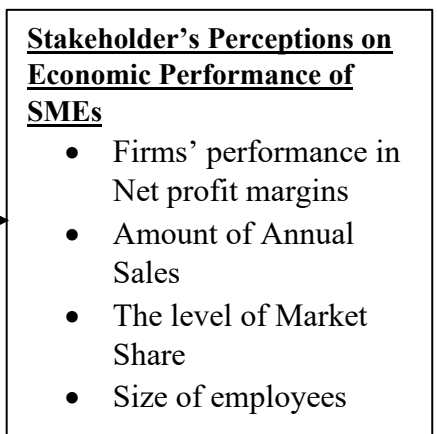 Stakeholder’s Perceptions on
Economic Performance of
SMEs
• Firms’ performance in
Net profit margins
• Amount of Annual
Sales
• The level of Market
Share
• Size of employees